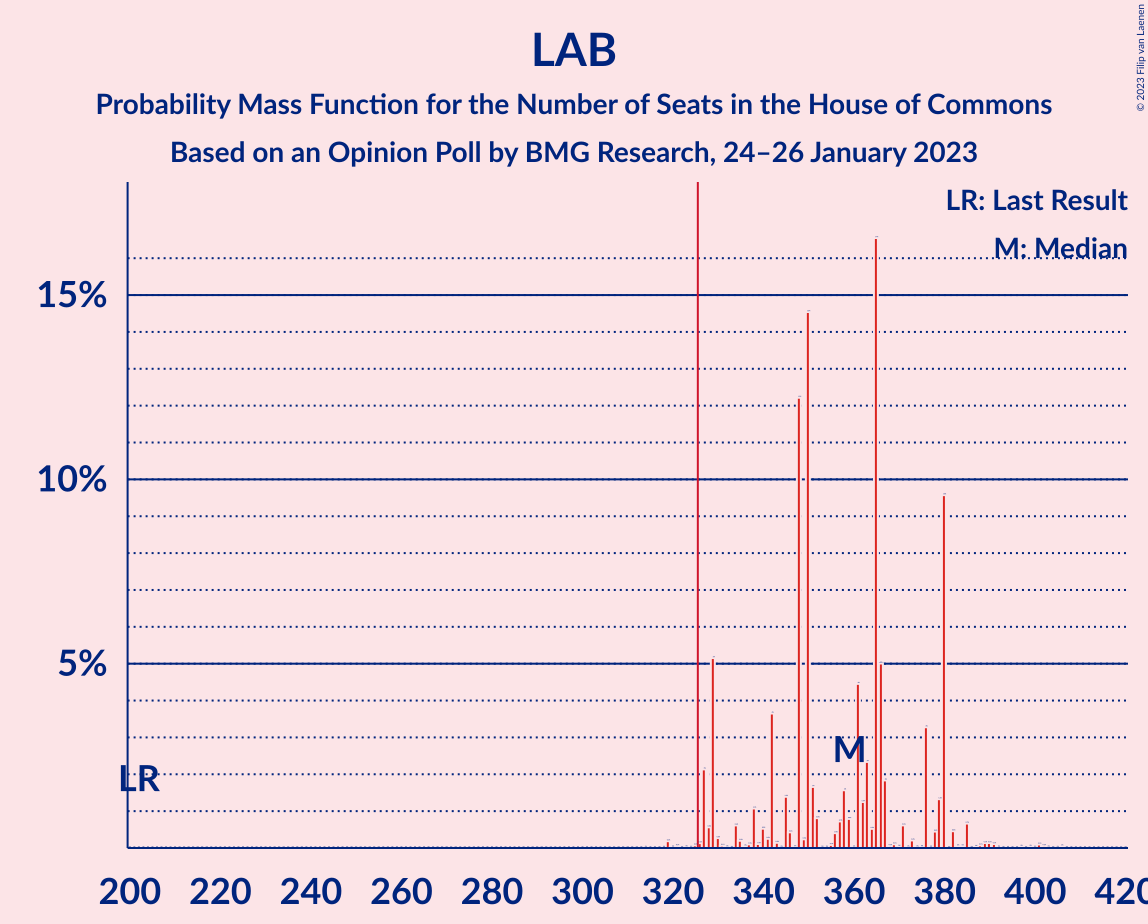 LAB
Probability Mass Function for the Number of Seats in the House of Commons
Based on an Opinion Poll by BMG Research, 24–26 January 2023
© 2023 Filip van Laenen
LR: Last Result
M: Median
15%
10%
5%
M
LR
200 220 240 260 280 300 320 340 360 380 400 420